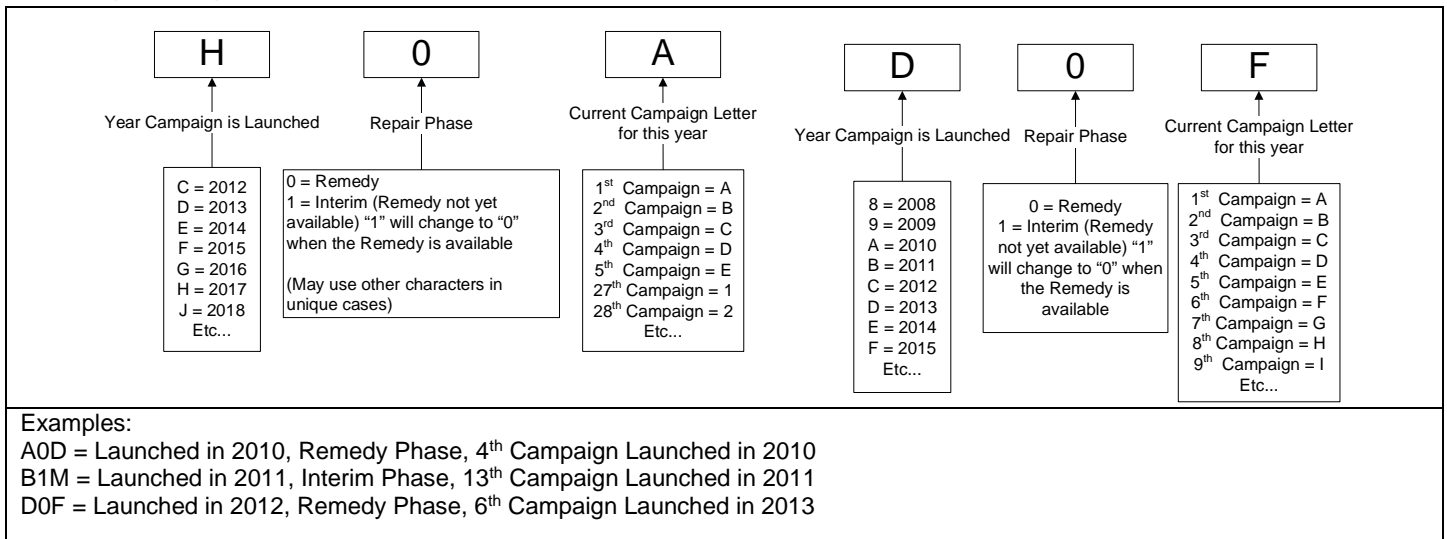 H
0
A
Year Campaign is Launched
Repair Phase
Current Campaign Letter
for this year
C = 2012
D = 2013
E = 2014
F = 2015
G = 2016
H = 2017
J = 2018
Etc...
0 = Remedy
1 = Interim (Remedy not yet
available) “1” will change to “0”
when the Remedy is available
(May use other characters in
unique cases)
1st Campaign = A
2nd Campaign = B
3rd Campaign = C
4th Campaign = D
5th Campaign = E
27th Campaign = 1
28th Campaign = 2
Etc...
D
0
F
Year Campaign is Launched
Repair Phase
Current Campaign Letter
for this year
8 = 2008
9 = 2009
A = 2010
B = 2011
C = 2012
D = 2013
E = 2014
F = 2015
Etc...
0 = Remedy
1 = Interim (Remedy
not yet available) “1”
will change to “0” when
the Remedy is
available
1st Campaign = A
2nd Campaign = B
3rd Campaign = C
4th Campaign = D
5th Campaign = E
6th Campaign = F
7th Campaign = G
8th Campaign = H
9th Campaign = I
Etc...
Examples:
A0D = Launched in 2010, Remedy Phase, 4th Campaign Launched in 2010
B1M = Launched in 2011, Interim Phase, 13th Campaign Launched in 2011
D0F = Launched in 2012, Remedy Phase, 6th Campaign Launched in 2013